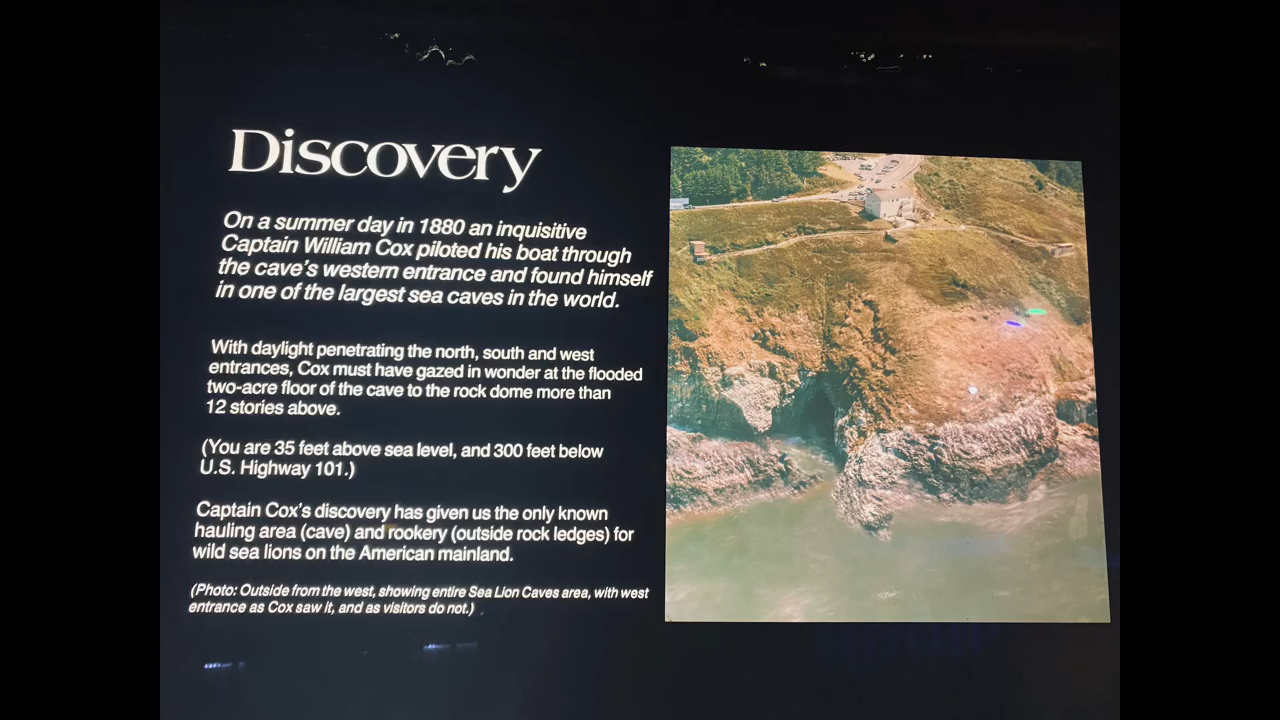 Discovery
On a summer day in 1880 an inquisitive
Captain William Cox piloted his boat through
the cave's western entrance and found himself
in one of the largest sea caves in the world.
With daylight penetrating the north, south and west
entrances, Cox must have gazed in wonder at the flooded
two-acre floor of the cave to the rock dome more than
12 stories above.
(You are 35 feet above sea level, and 300 feet below
U.S. Highway 101.)
Captain Cox's discovery has given us the only known
hauling area (cave) and rookery (outside rock ledges) for
wild sea lions on the American mainland.
(Photo: Outside from the west, showing entire Sea Lion Caves area, with west
entrance as Cox saw it, and as visitors do not.)